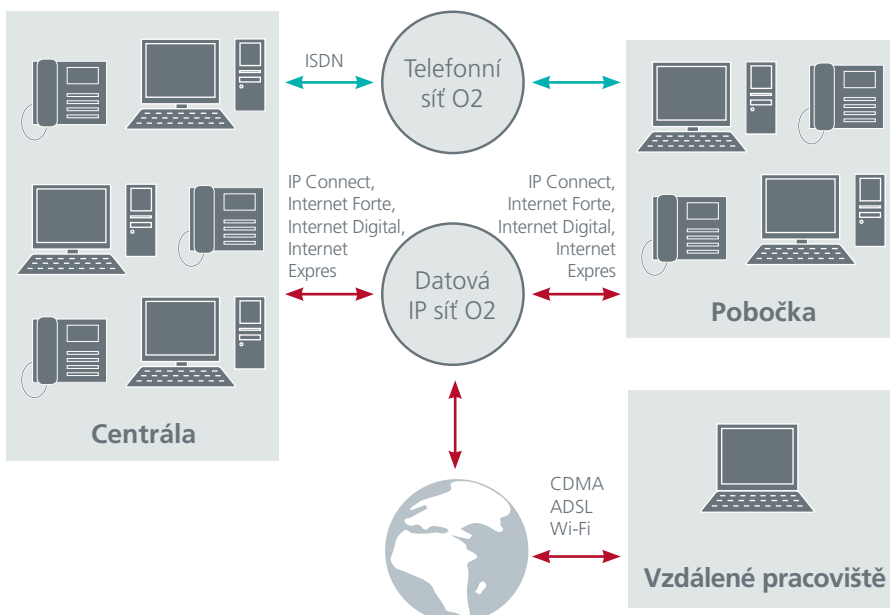 ISDN
Telefonní
síť O2
IP Connect,
Internet Forte,
Internet Digital,
Internet
Expres
IP Connect,
Internet Forte,
Internet Digital,
Internet
Expres
Datová
IP síť O2
Pobočka
Centrála
CDMA
ADSL
Wi-Fi
Vzdálené pracoviště